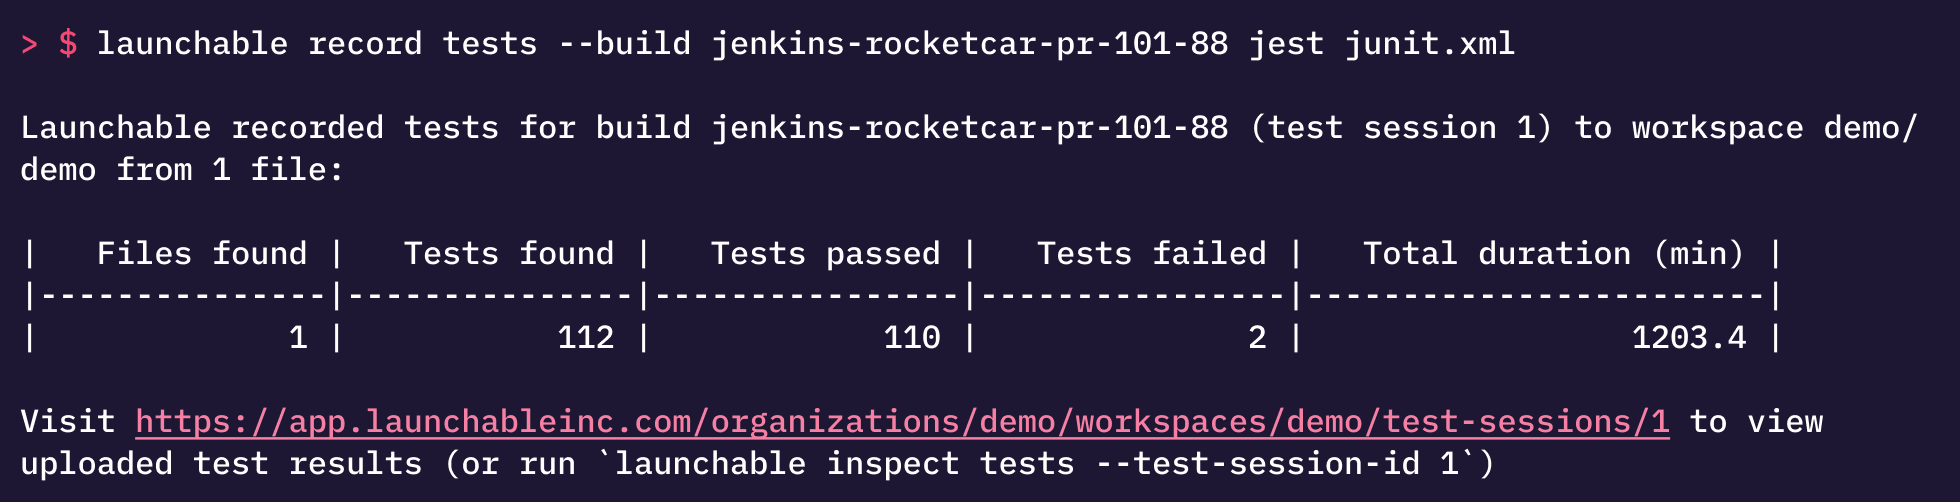 > $ launchable record tests --build jenkins-rocketcar-pr-101-88 jest junit.xml
Launchable recorded tests for build jenkins-rocketcar-pr-101-88 (test session 1) to workspace demo/
demo from 1 file:
|   Files found |   Tests found |   Tests passed |   Tests failed |   Total duration (min) |
|---------------|---------------|----------------|----------------|------------------------|
|             1 |           112 |            110 |              2 |                 1203.4 |
Visit https://app.launchableinc.com/organizations/demo/workspaces/demo/test-sessions/1 to view
uploaded test results (or run `launchable inspect tests --test-session-id 1`)